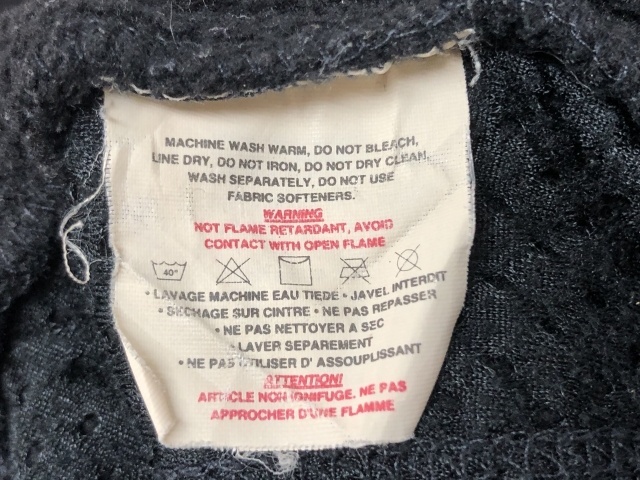 MACHINE WASH WARM, DO NOT BLEACH,
LINE DRY, DO NOT IRON, DO NOT DRY CLEAN,
WASH SEPARATELY, DO NOT USE
FABRIC SOFTENERS.
WARNING
NOT FLAME RETARDANT, AVOID
CONTACT WITH OPEN FLAME
40°
• LAVAGE MACHINE EAU TIEDE • JAVEL INTERDIT
• SECHAGE SUR CINTRE • NE PAS REPASSER
• NE PAS NETTOYER A SEC
• LAVER SEPAREMENT
• NE PAS UTILISER D' ASSOUPLISSANT
ATTENTION!
ARTICLE NON IGNIFUGE. NE PAS
APPROCHER D'UNE FLAMME